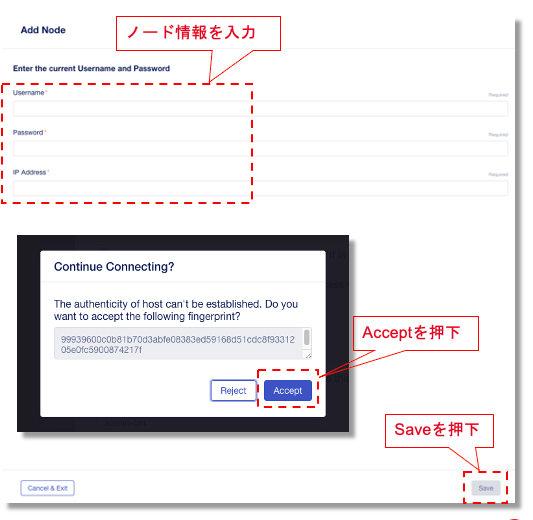 Add Node
ノード情報を入力
Enter the current Username and Password
Username*
Required
Password*
Required
IP Address*
Required
Continue Connecting?
The authenticity of host can't be established. Do you
want to accept the following fingerprint?
99939600c0b81b70d3abfe08383ed59168d51cdc8f93312
05e0fc5900874217f
Acceptを押下
Reject
Accept
Saveを押下
Cancel & Exit
Save